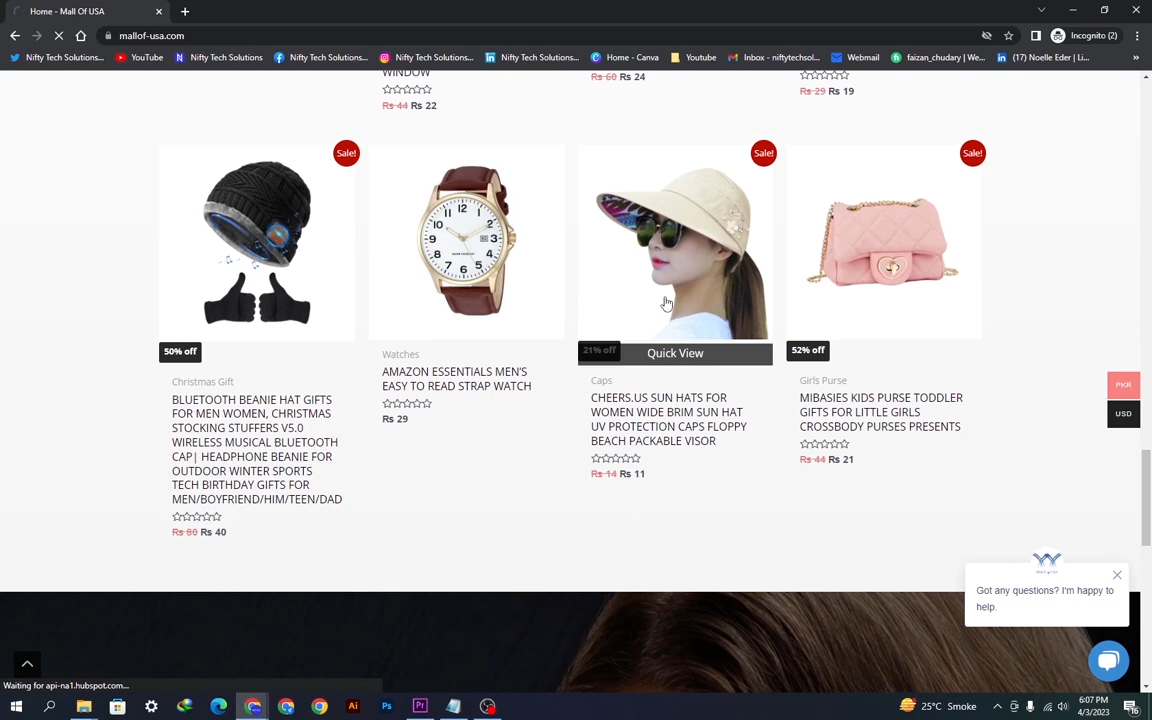 Home - Mall Of USA
mallof-usa.com
Incognito (2)
Nifty Tech Solutions...
YouTube
Nifty Tech Solutions
Nifty Tech Solutions...
Nifty Tech Solutions...
Nifty Tech Solutions...
Home - Canva
Youtube
Inbox - niftytechsol...
Webmail
faizan_chudary | We...
(17) Noelle Eder | Li...
WINDOW
Rs 44 Rs 22
Rs 60 Rs 24
Rs 29 Rs 19
Sale!
Sale!
Sale!
50% off
21% off
Quick View
52% off
Christmas Gift
BLUETOOTH BEANIE HAT GIFTS
FOR MEN WOMEN, CHRISTMAS
STOCKING STUFFERS V5.0
WIRELESS MUSICAL BLUETOOTH
CAP| HEADPHONE BEANIE FOR
OUTDOOR WINTER SPORTS
TECH BIRTHDAY GIFTS FOR
MEN/BOYFRIEND/HIM/TEEN/DAD
Rs 80 Rs 40
Watches
AMAZON ESSENTIALS MEN'S
EASY TO READ STRAP WATCH
Rs 29
Caps
CHEERS.US SUN HATS FOR
WOMEN WIDE BRIM SUN HAT
UV PROTECTION CAPS FLOPPY
BEACH PACKABLE VISOR
Rs 14 Rs 11
Girls Purse
MIBASIES KIDS PURSE TODDLER
GIFTS FOR LITTLE GIRLS
CROSSBODY PURSES PRESENTS
Rs 44 Rs 21
PKR
USD
Got any questions? I'm happy to
help.
Waiting for api-na1.hubspot.com...
25°C Smoke
6:07 PM
4/3/2023